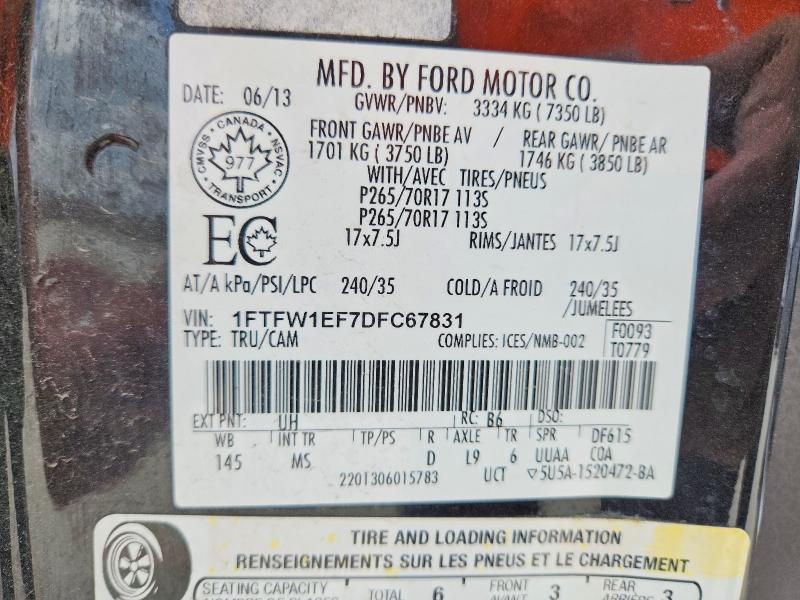 MFD. BY FORD MOTOR CO.
DATE: 06/13
GVWR/PNBV: 3334 KG ( 7350 LB)
FRONT GAWR/PNBE AV / REAR GAWR/ PNBE AR
1701 KG ( 3750 LB) 1746 KG ( 3850 LB)
WITH/AVEC TIRES/PNEUS
P265/70R17 113S
P265/70R17 113S
17x7.5J RIMS/JANTES 17x7.5J
CANADA
CMVSS NSVAC
977
TRANSPORT
EC
AT/A kPa/PSI/LPC 240/35 COLD/A FROID 240/35
/JUMELEES
VIN: 1FTFW1EF7DFC67831
TYPE: TRU/CAM COMPLIES: ICES/NMB-002
F0093
T0779
EXT PNT: UH RC: B6 DSO:
WB INT TR TP/PS R AXLE TR SPR DF615
145 MS D L9 6 UUAA COA
2201306015783 UCT ▽5U5A-1520472-BA
TIRE AND LOADING INFORMATION
RENSEIGNEMENTS SUR LES PNEUS ET LE CHARGEMENT
SEATING CAPACITY TOTAL 6 FRONT 3 REAR 3
NOMBRE DE PLACES AVANT ARRIÈRE